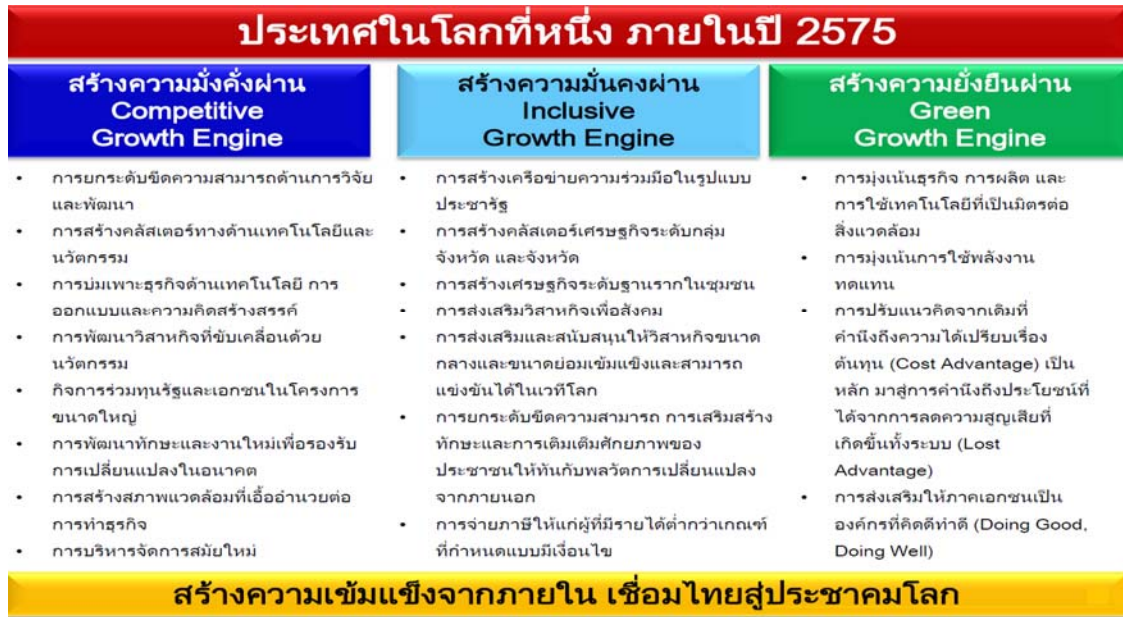 ประเทศในโลกที่หนึ่ง ภายในปี 2575
สร้างความมั่งคั่งผ่าน
Competitive
Growth Engine
• การยกระดับขีดความสามารถด้านการวิจัย
และพัฒนา
• การสร้างคลัสเตอร์ทางด้านเทคโนโลยีและ
นวัตกรรม
• การบ่มเพาะธุรกิจด้านเทคโนโลยี การ
ออกแบบและความคิดสร้างสรรค์
• การพัฒนาวิสาหกิจที่ขับเคลื่อนด้วย
นวัตกรรม
• กิจการร่วมทุนรัฐและเอกชนในโครงการ
ขนาดใหญ่
• การพัฒนาทักษะและงานใหม่เพื่อรองรับ
การเปลี่ยนแปลงในอนาคต
• การสร้างสภาพแวดล้อมที่เอื้ออำนวยต่อ
การทำธุรกิจ
• การบริหารจัดการสมัยใหม่
สร้างความมั่นคงผ่าน
Inclusive
Growth Engine
• การสร้างเครือข่ายความร่วมมือในรูปแบบ
ประชารัฐ
• การสร้างคลัสเตอร์เศรษฐกิจระดับกลุ่ม
จังหวัด และจังหวัด
• การสร้างเศรษฐกิจระดับฐานรากในชุมชน
• การส่งเสริมวิสาหกิจเพื่อสังคม
• การส่งเสริมและสนับสนุนให้วิสาหกิจขนาด
กลางและขนาดย่อมเข้มแข็งและสามารถ
แข่งขันได้ในเวทีโลก
• การยกระดับขีดความสามารถ การเสริมสร้าง
ทักษะและการเติมเต็มศักยภาพของ
ประชาชนให้ทันกับพลวัตการเปลี่ยนแปลง
จากภายนอก
• การจ่ายภาษีให้แก่ผู้ที่มีรายได้ต่ำกว่าเกณฑ์
ที่กำหนดแบบมีเงื่อนไข
สร้างความยั่งยืนผ่าน
Green
Growth Engine
• การมุ่งเน้นธุรกิจ การผลิต และ
การใช้เทคโนโลยีที่เป็นมิตรต่อ
สิ่งแวดล้อม
• การมุ่งเน้นการใช้พลังงาน
ทดแทน
• การปรับแนวคิดจากเดิมที่
คำนึงถึงความได้เปรียบเรื่อง
ต้นทุน (Cost Advantage) เป็น
หลัก มาสู่การคำนึงถึงประโยชน์ที่
ได้จากการลดความสูญเสียที่
เกิดขึ้นทั้งระบบ (Lost
Advantage)
• การส่งเสริมให้ภาคเอกชนเป็น
องค์กรที่คิดดีทำดี (Doing Good,
Doing Well)
สร้างความเข้มแข็งจากภายใน เชื่อมไทยสู่ประชาคมโลก